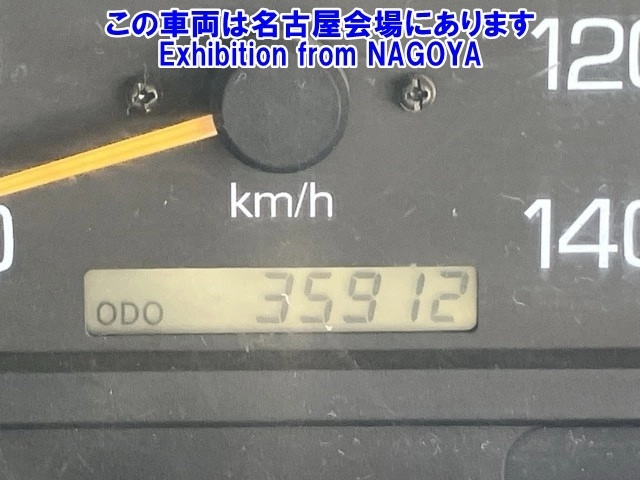 この車両は名古屋会場にあります
Exhibition from NAGOYA
120
km/h
0
140
ODO 35912